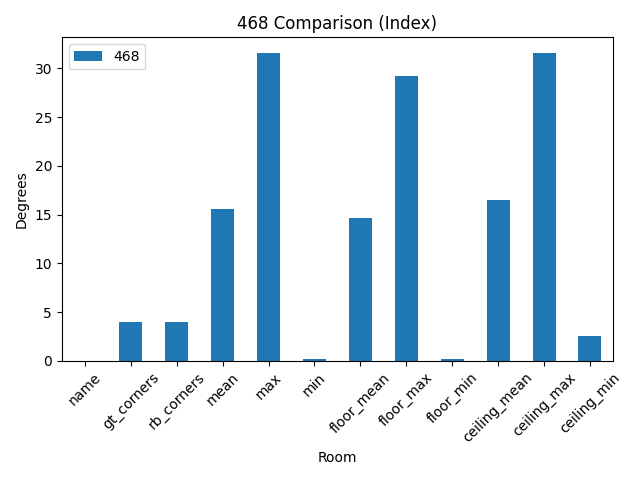 468 Comparison (Index)
468
Degrees
30
25
20
15
10
5
0
name
gt_corners
rb_corners
mean
max
min
floor_mean
floor_max
floor_min
ceiling_mean
ceiling_max
ceiling_min
Room